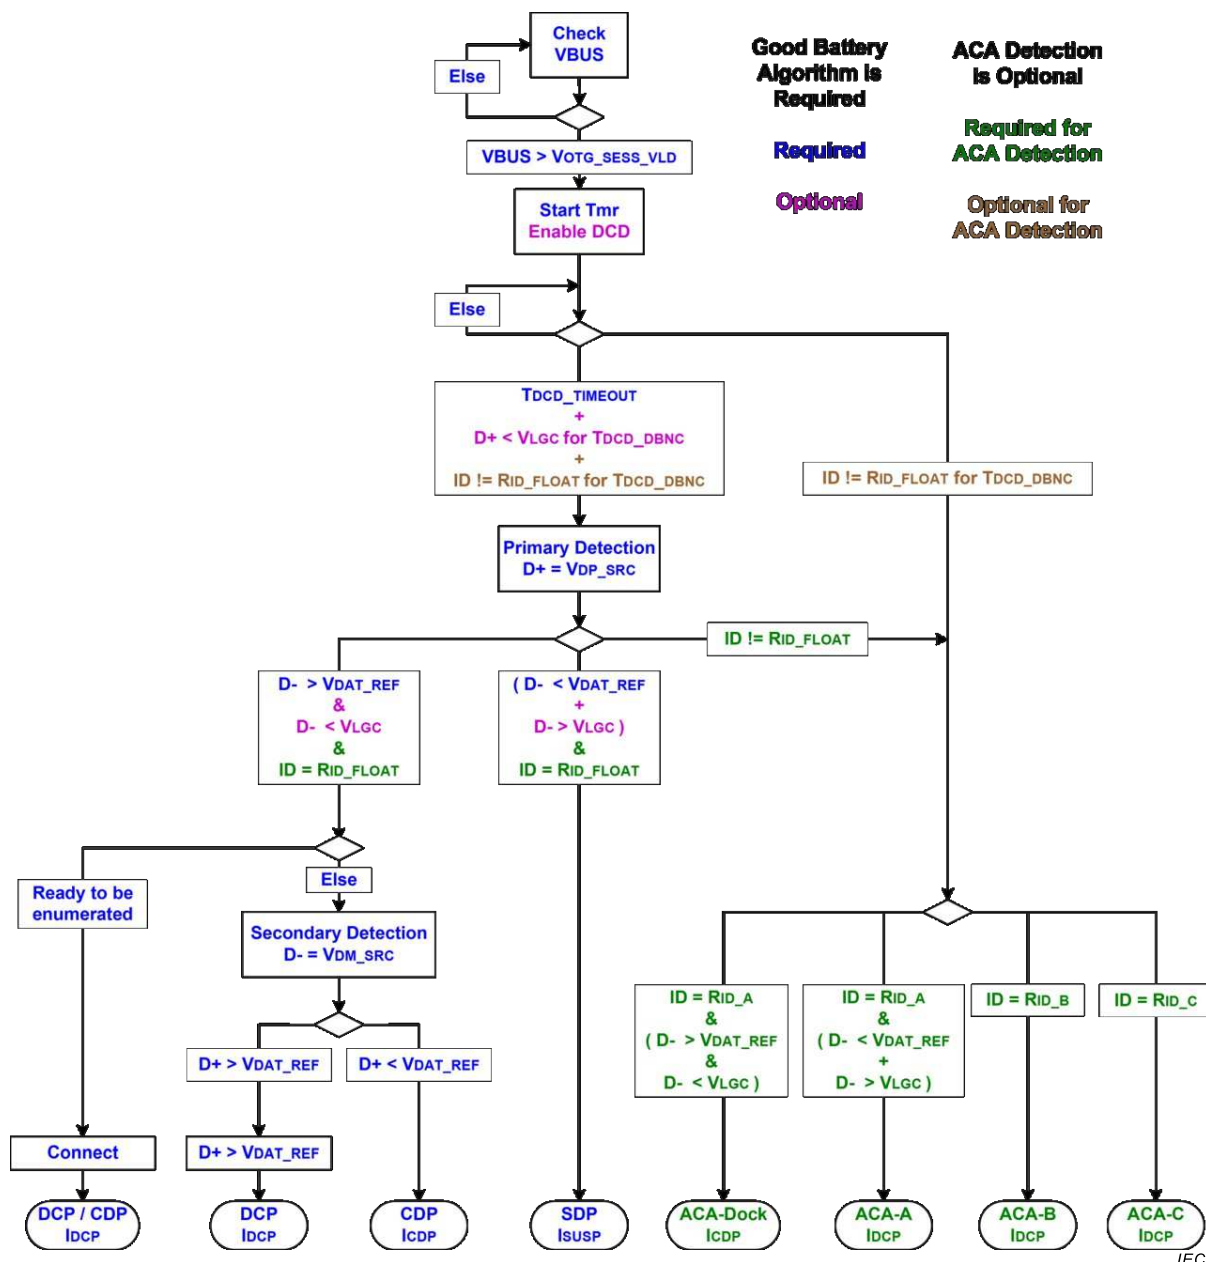 Check
VBUS
Else
VBUS > VOTG_SESS_VLD
Good Battery
Algorithm is
Required
Required
Optional
ACA Detection
is Optional
Required for
ACA Detection
Optional for
ACA Detection
Start Tmr
Enable DCD
Else
TDCD_TIMEOUT
+
D+ < VLGC for TDCD_DBNC
+
ID != RID_FLOAT for TDCD_DBNC
ID != RID_FLOAT for TDCD_DBNC
Primary Detection
D+ = VDP_SRC
ID != RID_FLOAT
D- > VDAT_REF
&
D- < VLGC
&
ID = RID_FLOAT
( D- < VDAT_REF
+
D- > VLGC )
&
ID = RID_FLOAT
Ready to be
enumerated
Else
Secondary Detection
D- = VDM_SRC
D+ > VDAT_REF
D+ < VDAT_REF
ID = RID_A
&
( D- > VDAT_REF
&
D- < VLGC )
ID = RID_A
&
( D- < VDAT_REF
+
D- > VLGC )
ID = RID_B
ID = RID_C
Connect
D+ > VDAT_REF
DCP / CDP
IDCP
DCP
IDCP
CDP
ICDP
SDP
ISUSP
ACA-Dock
ICDP
ACA-A
IDCP
ACA-B
IDCP
ACA-C
IDCP
IEC